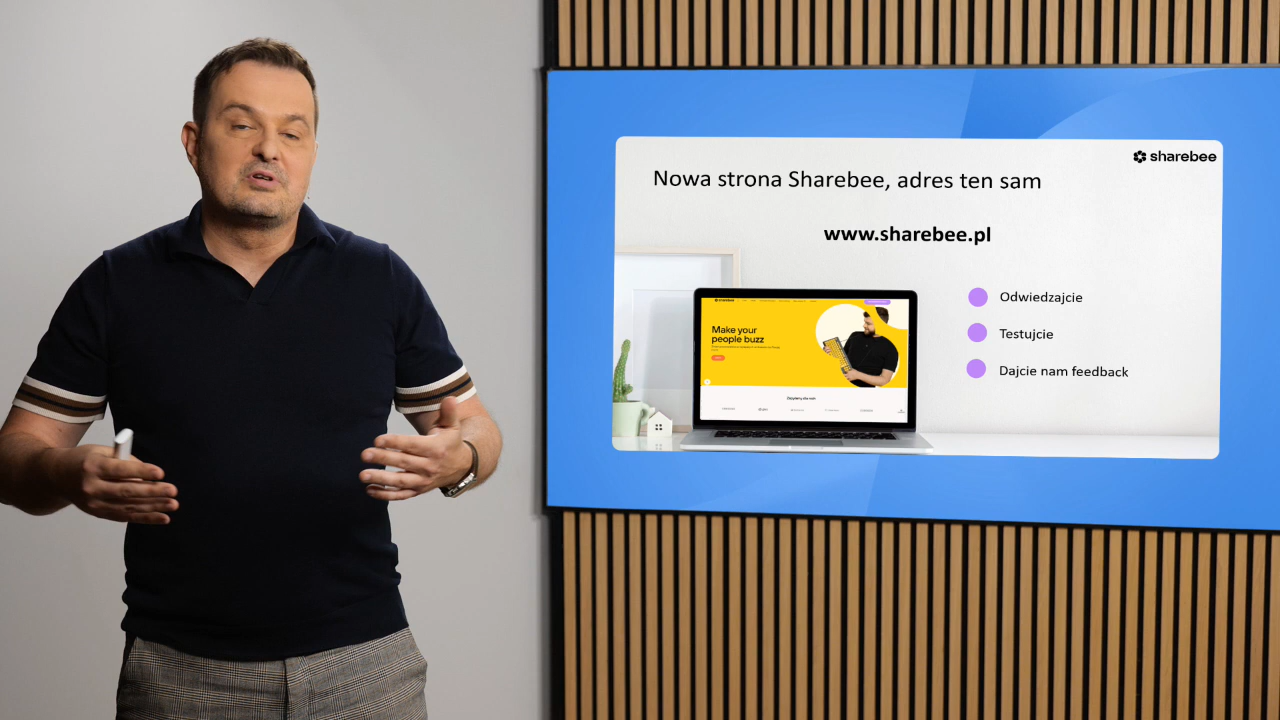 sharebee
Nowa strona Sharebee, adres ten sam
www.sharebee.pl
Odwiedzajcie
Testujcie
Dajcie nam feedback
Make your
people buzz